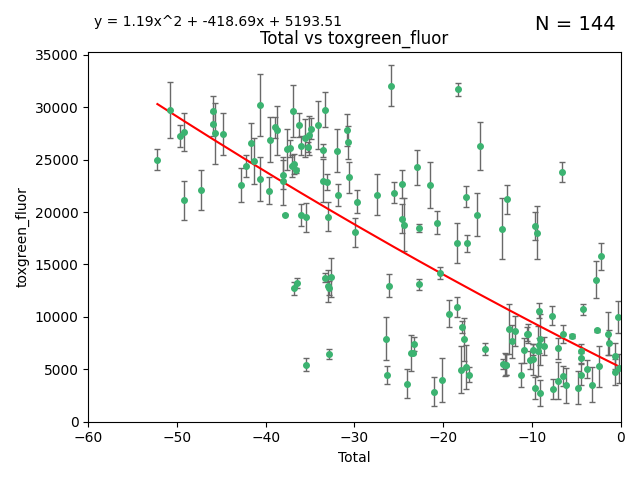 y = 1.19x^2 + -418.69x + 5193.51
N = 144
Total vs toxgreen_fluor
35000
30000
25000
20000
15000
10000
5000
0
toxgreen_fluor
−60 −50 −40 −30 −20 −10 0
Total